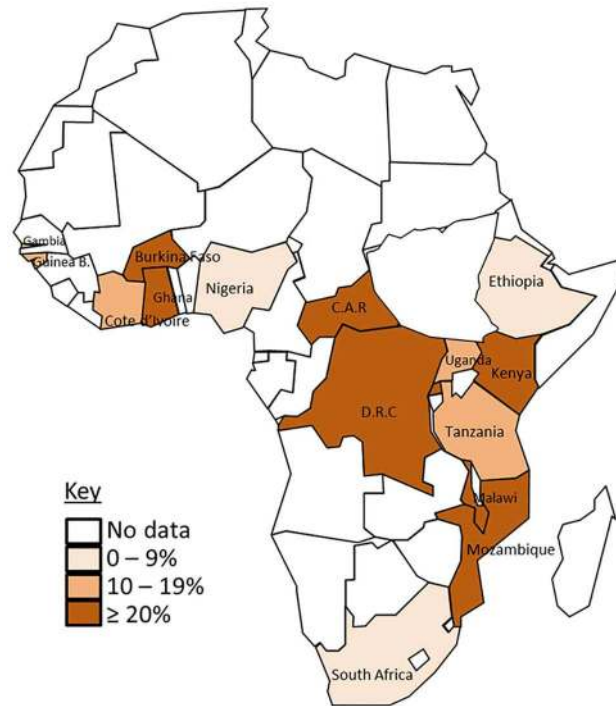 Gambia
Guinea B.
Burkina Faso
Ghana
Cote d'Ivoire
Nigeria
C.A.R
Ethiopia
Uganda
Kenya
D.R.C
Tanzania
Malawi
Mozambique
South Africa
Key
No data
0 – 9%
10 – 19%
≥ 20%